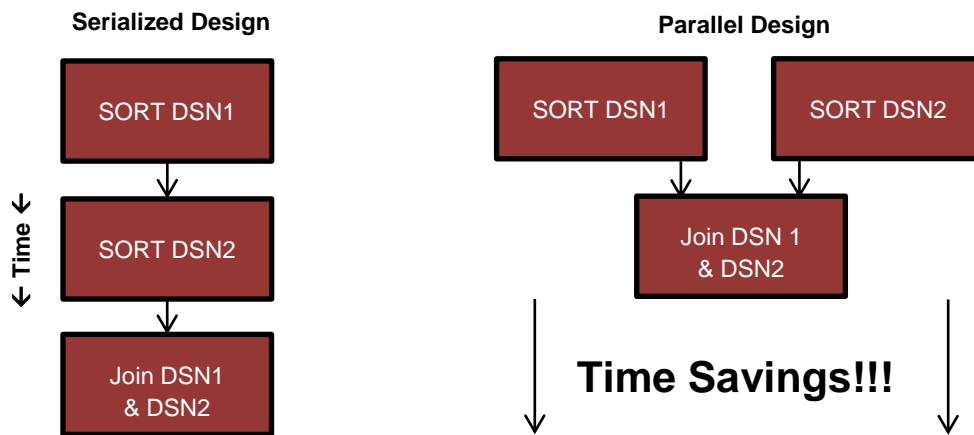 Serialized Design
SORT DSN1
SORT DSN2
Join DSN1
& DSN2
← Time ←
Parallel Design
SORT DSN1
SORT DSN2
Join DSN 1
& DSN2
Time Savings!!!